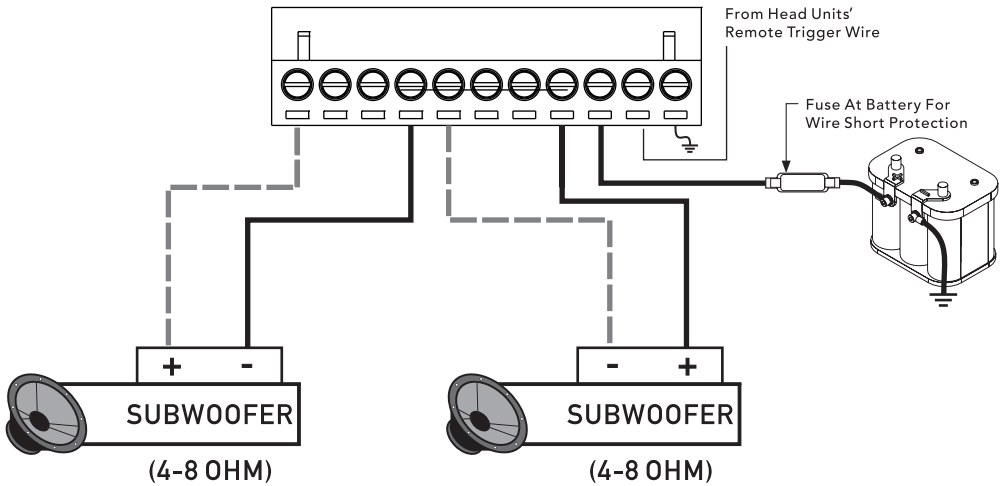 From Head Units’
Remote Trigger Wire
Fuse At Battery For
Wire Short Protection
+ -
- +
SUBWOOFER
SUBWOOFER
(4-8 OHM)
(4-8 OHM)